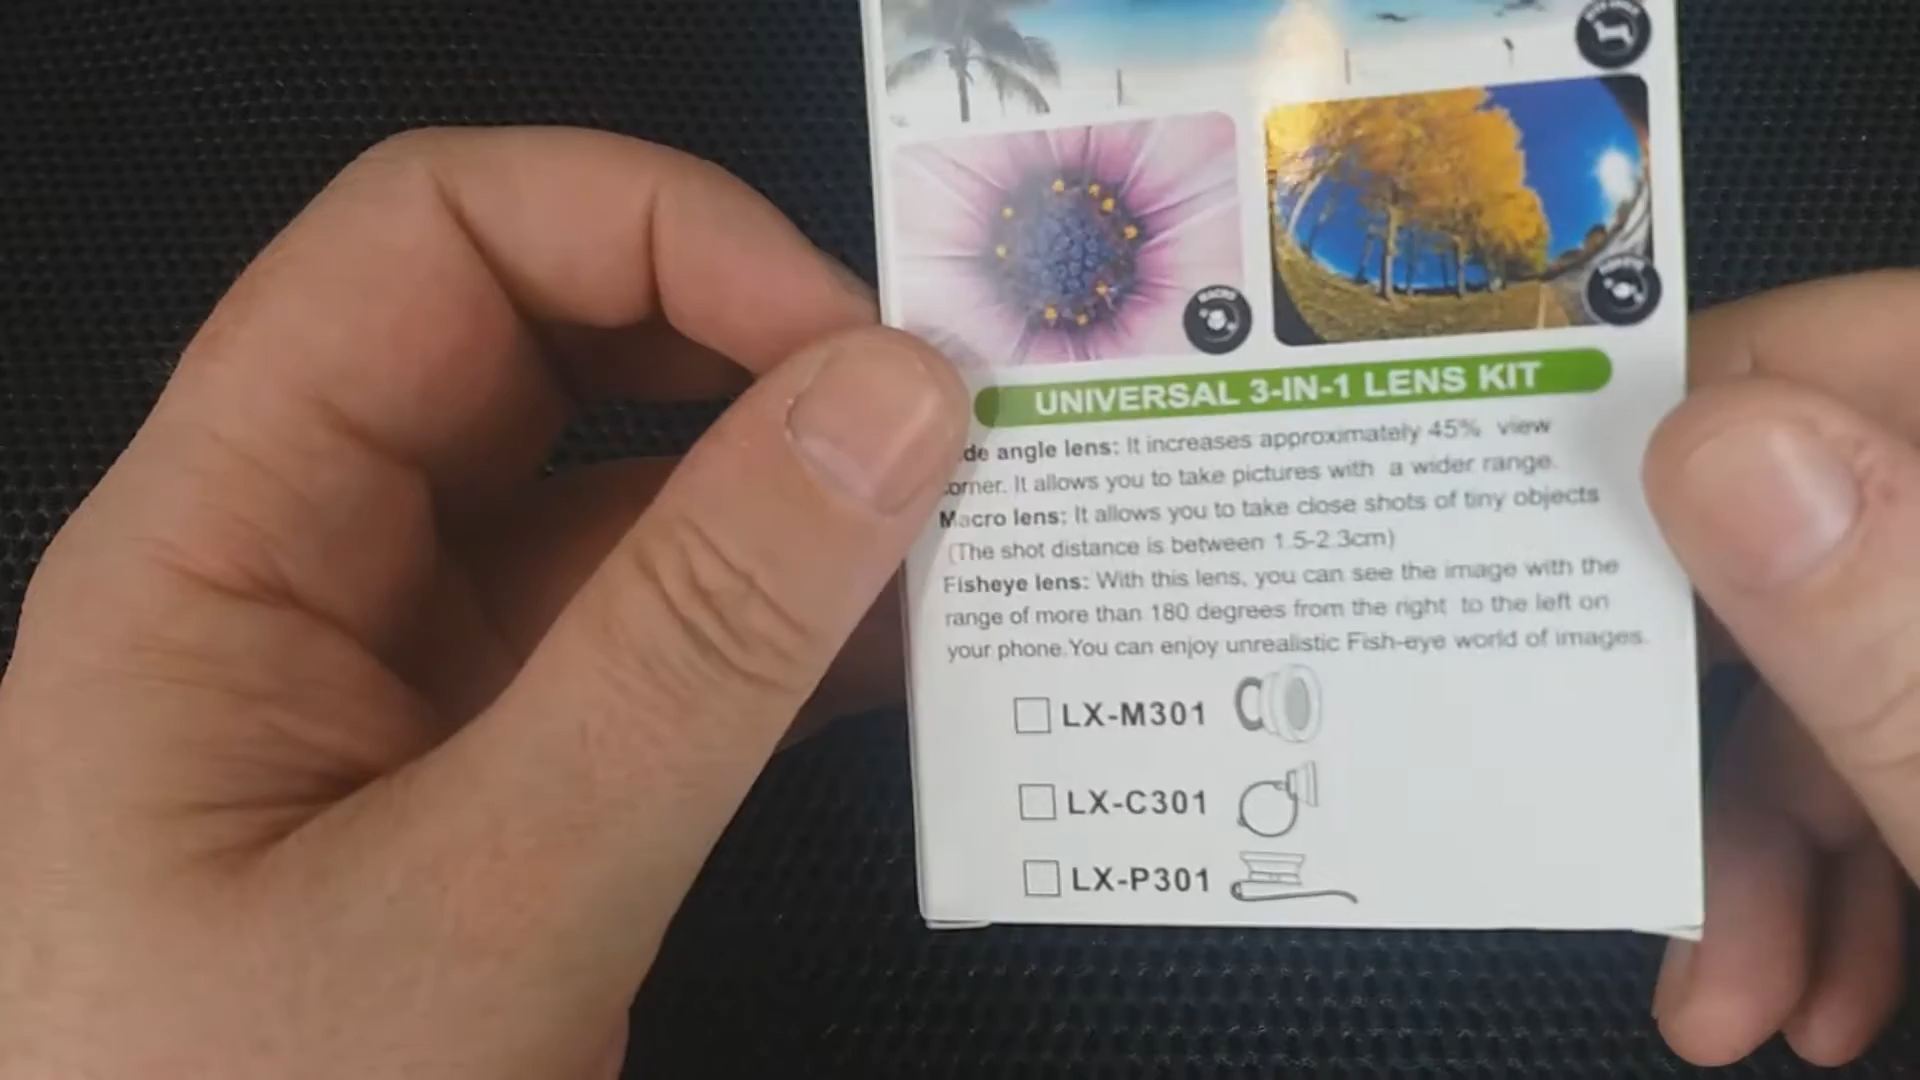 MACRO
UNIVERSAL 3-IN-1 LENS KIT
de angle lens: It increases approximately 45% view
orner. It allows you to take pictures with a wider range.
Macro lens: It allows you to take close shots of tiny objects
(The shot distance is between 1.5-2.3cm)
Fisheye lens: With this lens, you can see the image with the
range of more than 180 degrees from the right to the left on
your phone.You can enjoy unrealistic Fish-eye world of images.
LX-M301
LX-C301
LX-P301